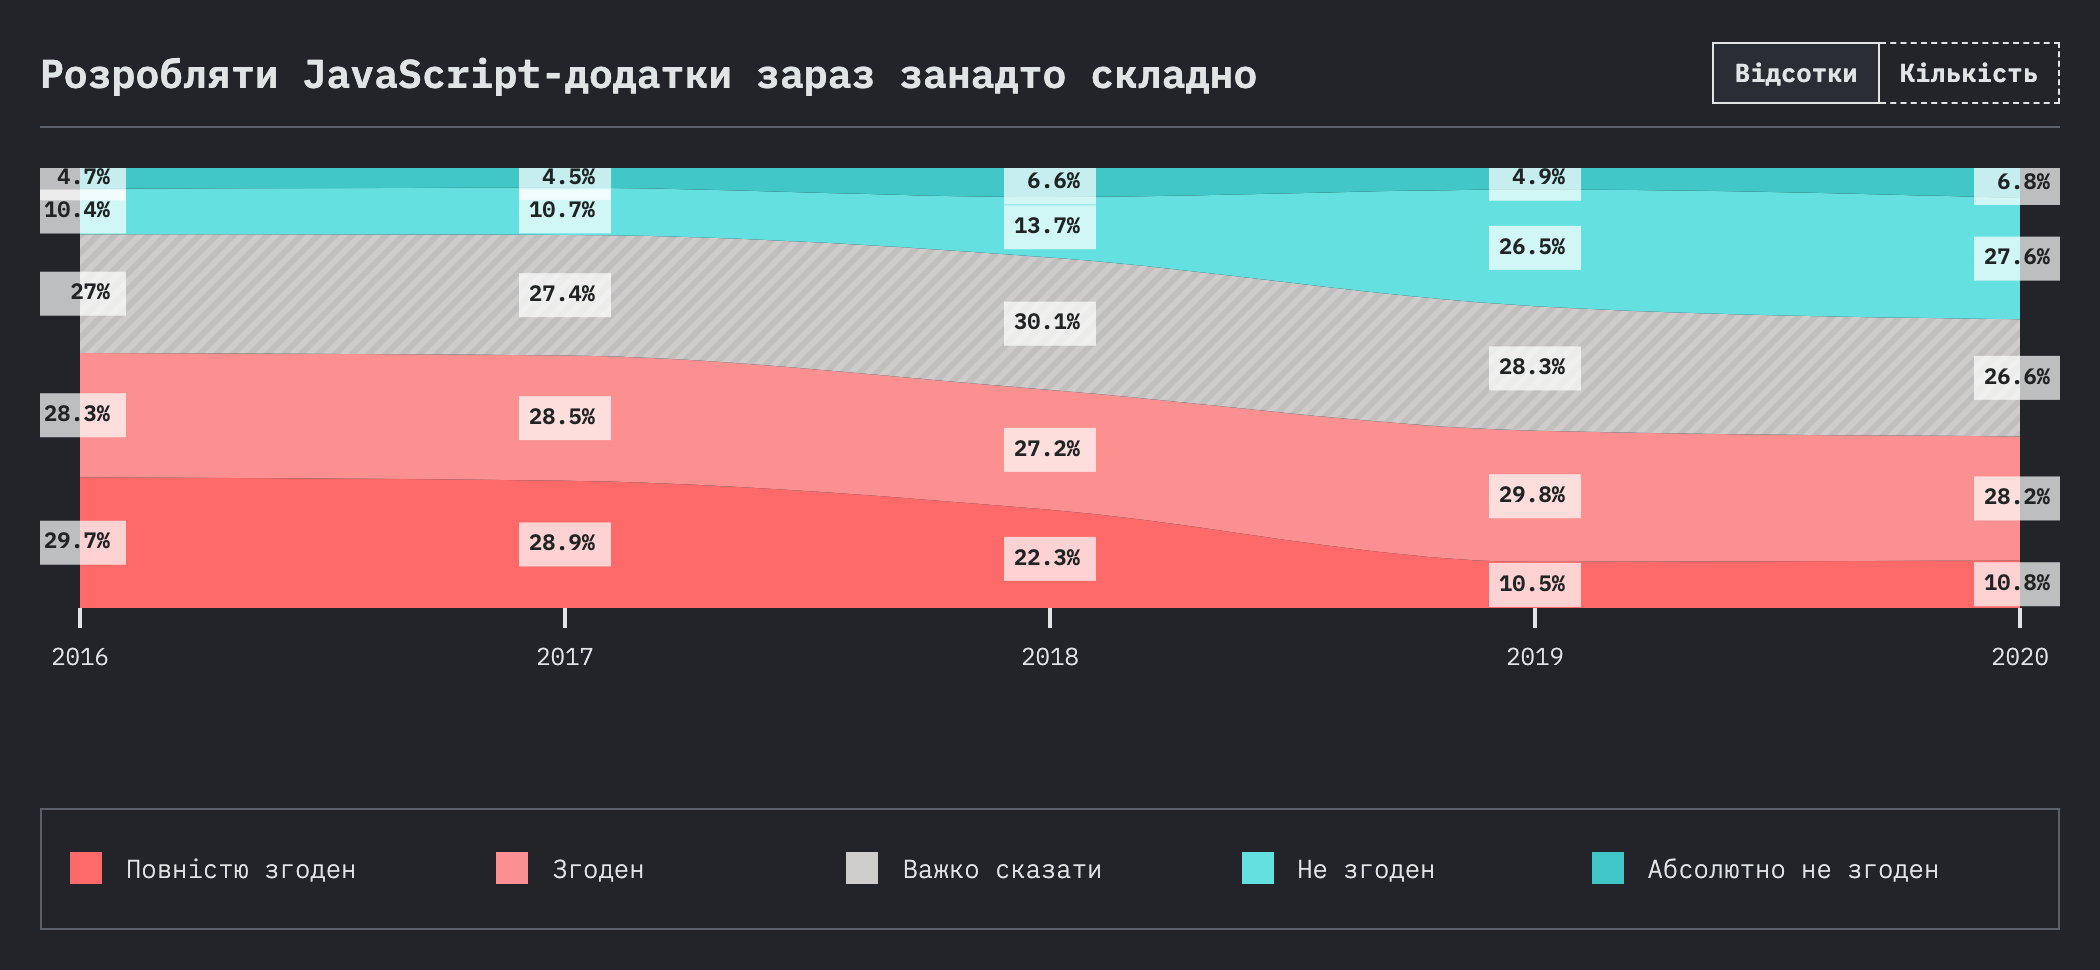 Розробляти JavaScript-додатки зараз занадто складно
Відсотки Кількість
4.7% 4.5% 6.6% 4.9% 6.8%
10.4% 10.7% 13.7% 26.5% 27.6%
27% 27.4% 30.1% 28.3% 26.6%
28.3% 28.5% 27.2% 29.8% 28.2%
29.7% 28.9% 22.3% 10.5% 10.8%
2016 2017 2018 2019 2020
Повністю згоден Згоден Важко сказати Не згоден Абсолютно не згоден